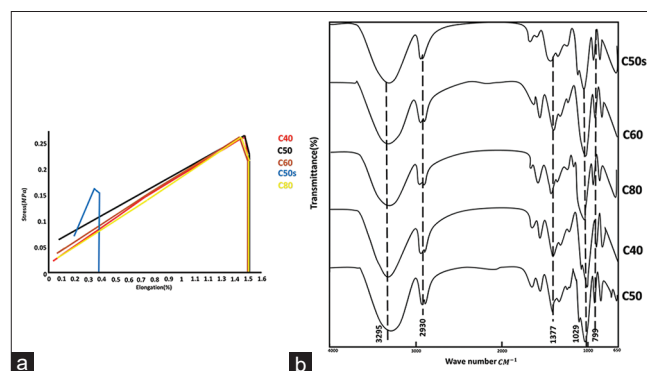 Stress(MPa)
0.25
0.2
0.15
0.1
0.05
0
0 0.1 0.2 0.3 0.4 0.5 0.6 0.7 0.8 0.9 1 1.1 1.2 1.3 1.4 1.5 1.6
Elongation(%)
C40
C50
C60
C50s
C80
a
Transmittance(%)
C50s
C60
C80
C40
C50
3295
2930
1377
1029
799
4000 3000 2000 1000 450
Wave number CM⁻¹
b